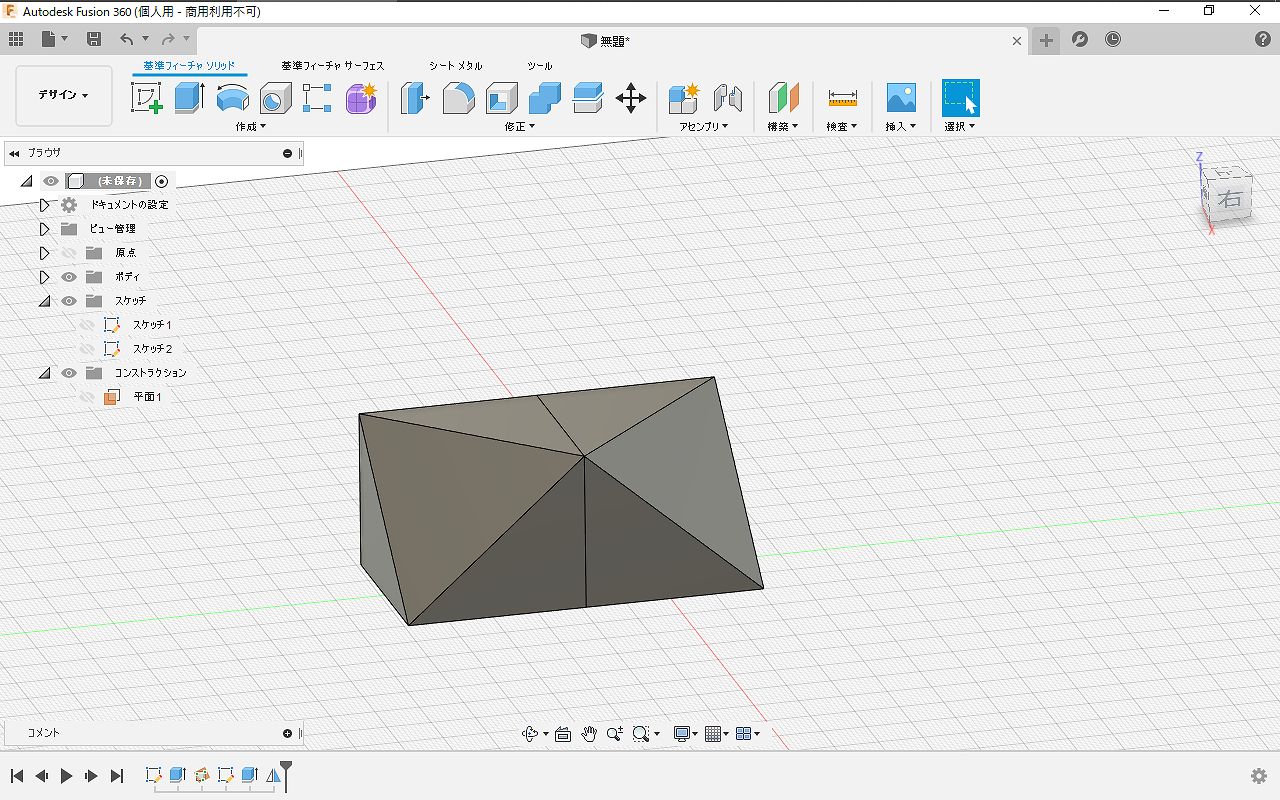 Autodesk Fusion 360 (個人用 - 商用利用不可)
無題*
基準フィーチャ ソリッド
基準フィーチャ サーフェス
シート メタル
ツール
デザイン
作成
修正
アセンブリ
構築
検査
挿入
選択
ブラウザ
(未保存)
ドキュメントの設定
ビュー管理
原点
ボディ
スケッチ
スケッチ1
スケッチ2
コンストラクション
平面1
Z
右
X
コメント